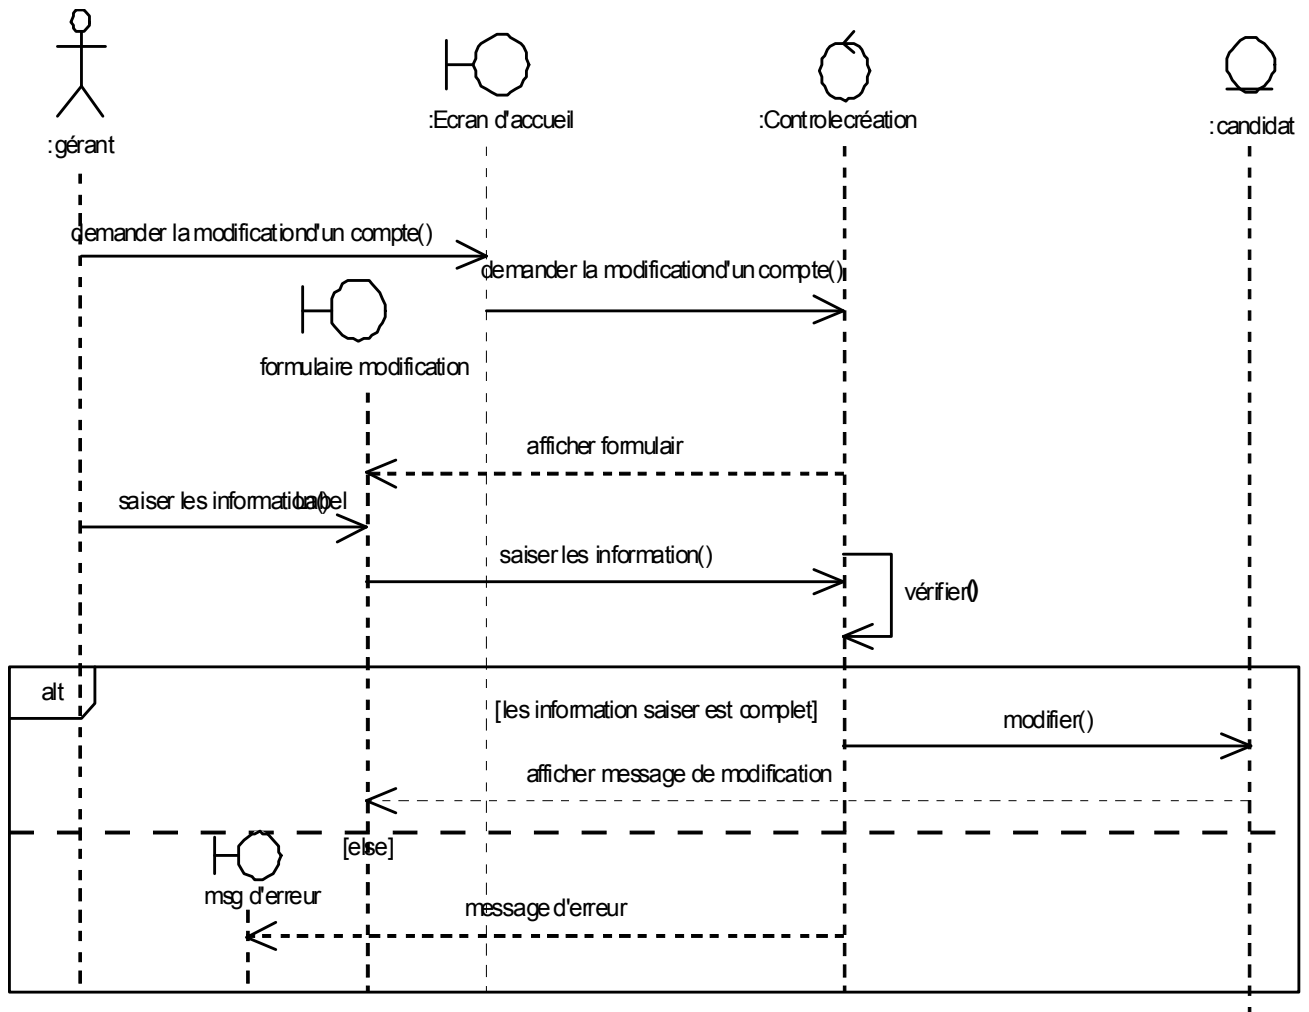 :Ecran d'accueil
:Controlecréation
:candidat
:gérant
demander la modificationd'un compte()
demander la modificationd'un compte()
formulaire modification
afficher formulair
saiser les information()
Label
saiser les information()
vérifier()
alt
[les information saiser est complet]
modifier()
afficher message de modification
[else]
msg d'erreur
message d'erreur